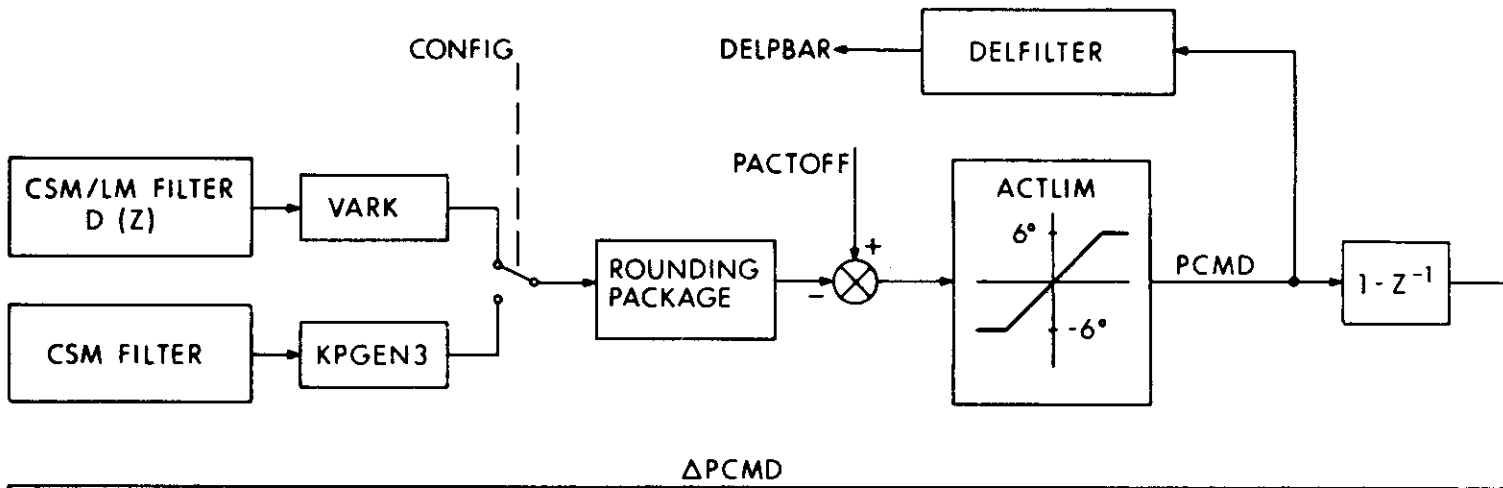 CONFIG
DELPBAR
DELFILTER
CSM/LM FILTER
D (Z)
VARK
PACTOFF
ACTLIM
6°
-6°
+
-
ROUNDING
PACKAGE
PCMD
1 - Z⁻¹
CSM FILTER
KPGEN3
ΔPCMD